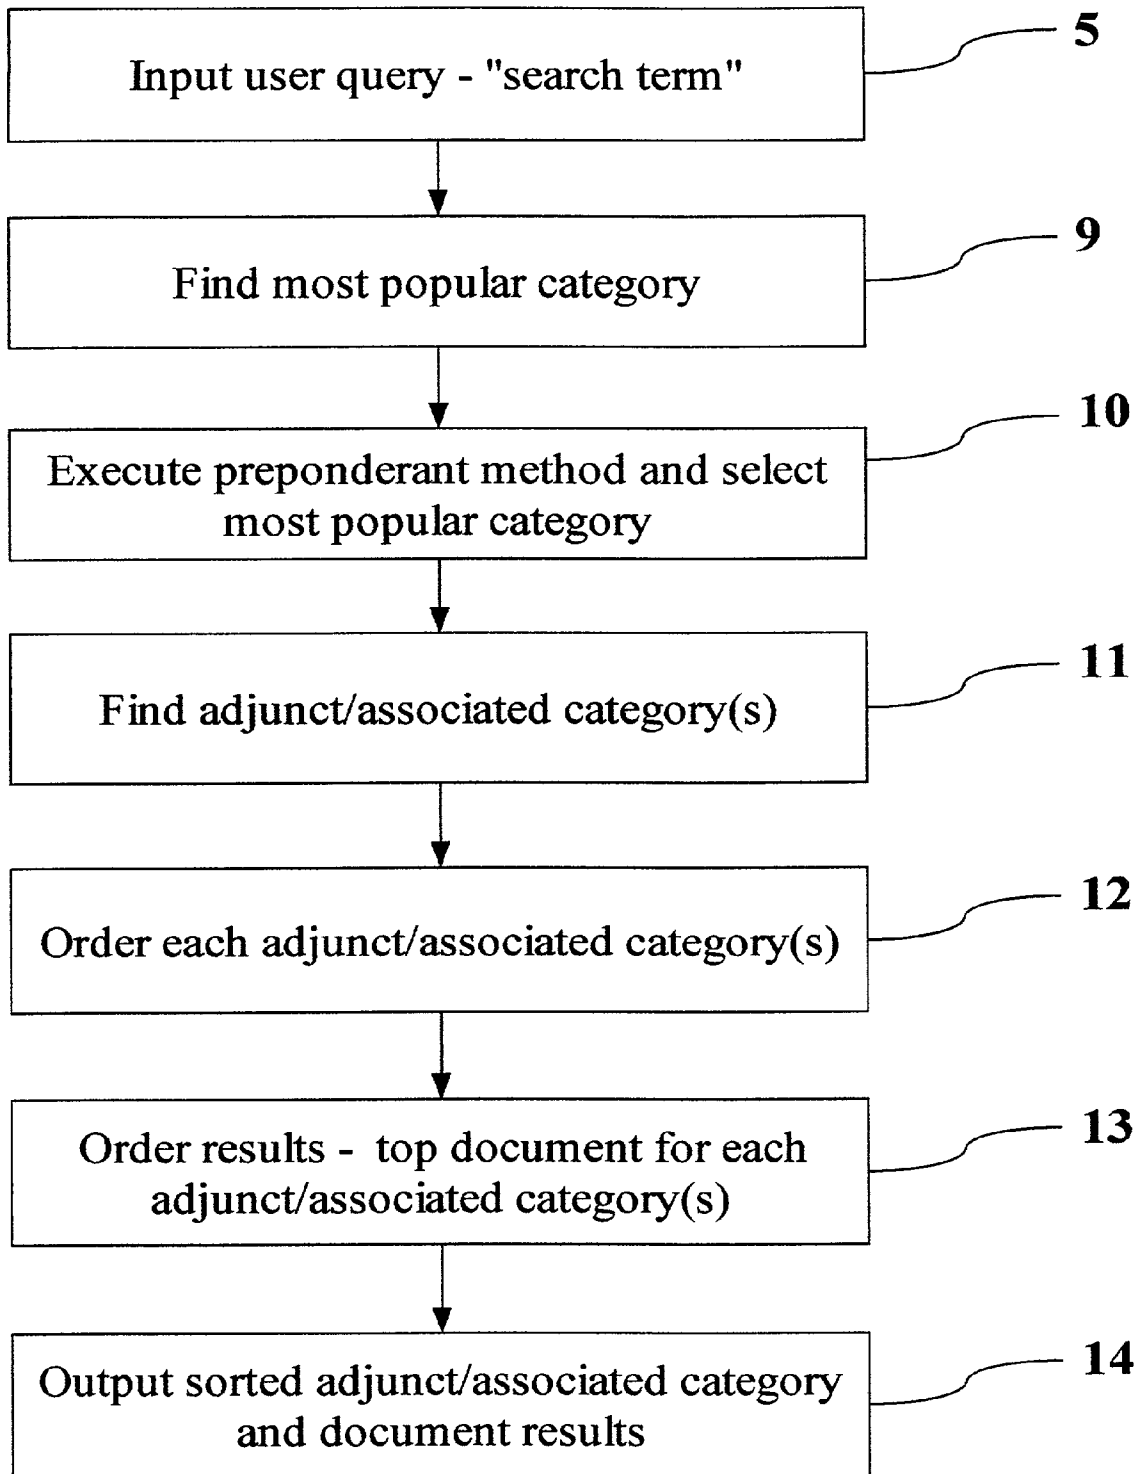 5
Input user query - "search term"
9
Find most popular category
10
Execute preponderant method and select
most popular category
11
Find adjunct/associated category(s)
12
Order each adjunct/associated category(s)
13
Order results - top document for each
adjunct/associated category(s)
14
Output sorted adjunct/associated category
and document results